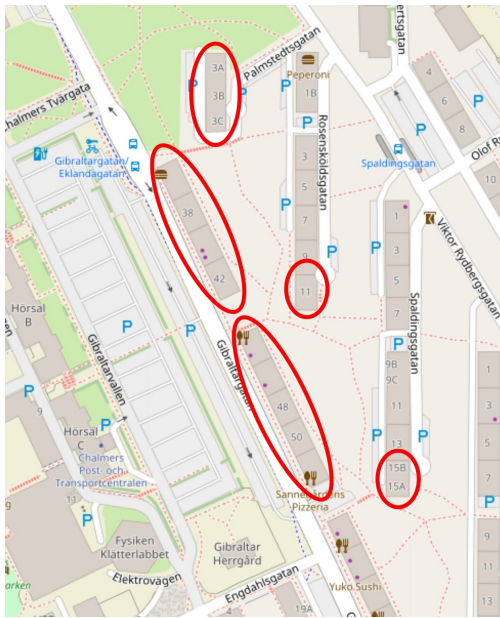 Chalmers Tvärgata
Gibraltargatan/
Eklandagatan
3A
3B
3C
P
P
Palmstedtsgatan
Peperoni
1B
P
Rosenskoldsgatan
4
6
8
P
Spaldingsgatan
Olof
10
38
42
3
5
7
9
11
P
P
1
3
5
7
P
Viktor Rydbergsgatan
Spaldingsgatan
Hörsal
B
P
P
Gibraltarvallen
Gibraltargatan
P
9
P
P
48
50
9B
9C
11
13
15B
15A
P
P
P
1
3
5
7
P
Hörsal
C
Chalmers
Post- och
Transportcentralen
11
P
Sannegårdens
Pizzeria
Fysiken
Klätterlabbet
Gibraltar
Herrgård
Elektrovägen
Engdahlsgatan
Yuko Sushi
4
19A